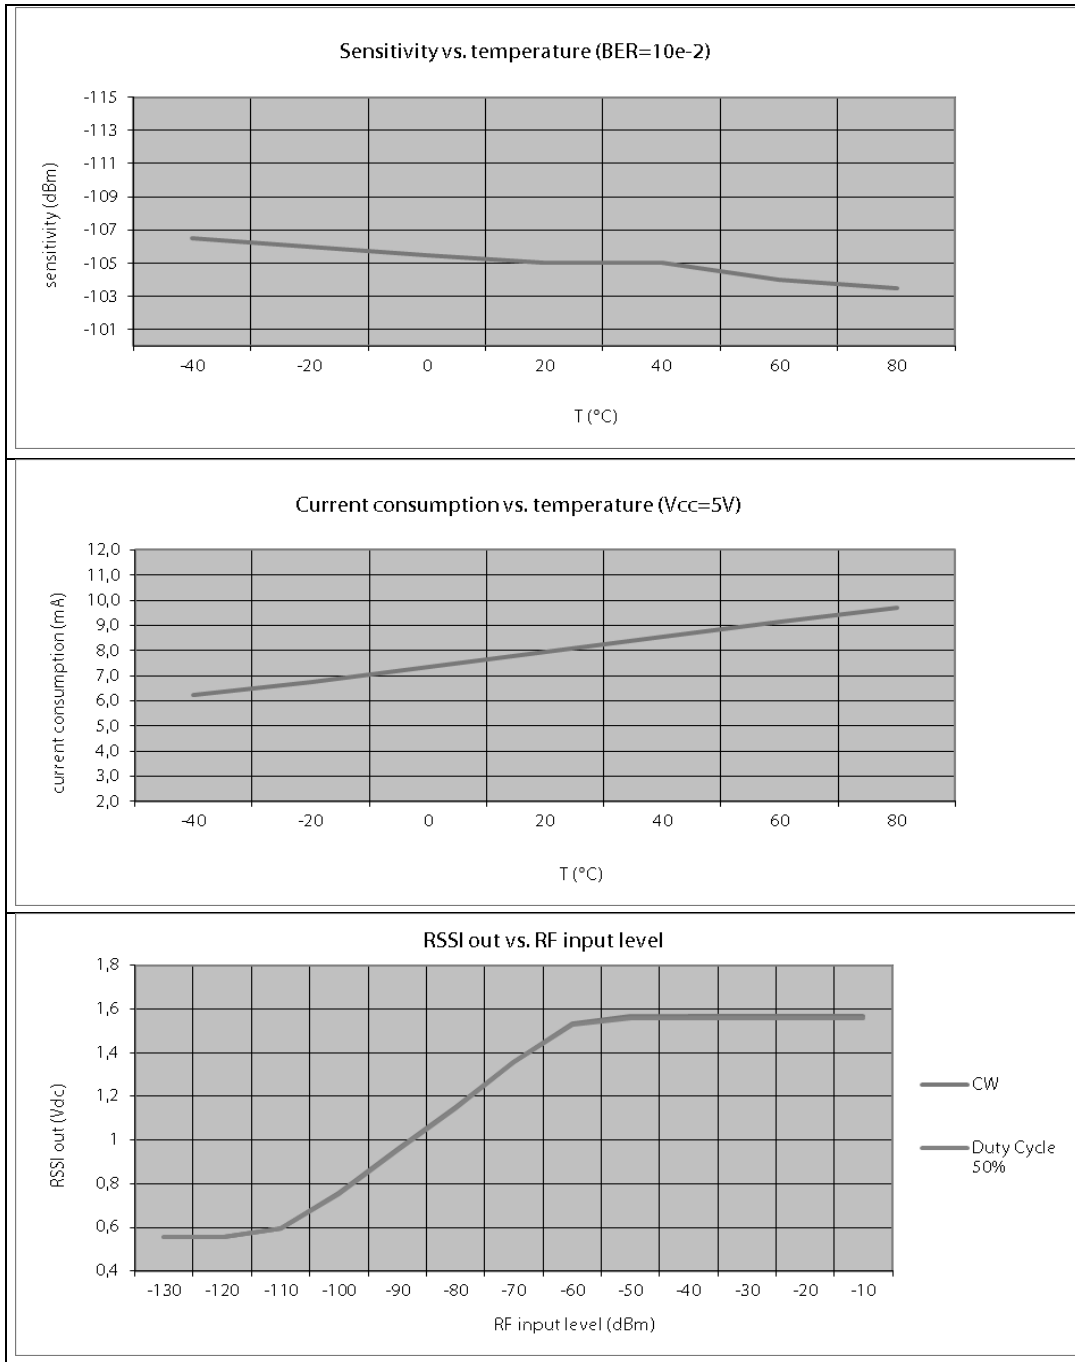 Sensitivity vs. temperature (BER=10e-2)
-115
-113
-111
-109
-107
-105
-103
-101
sensitivity (dBm)
-40 -20 0 20 40 60 80
T (°C)
Current consumption vs. temperature (Vcc=5V)
12,0
11,0
10,0
9,0
8,0
7,0
6,0
5,0
4,0
3,0
2,0
current consumption (mA)
-40 -20 0 20 40 60 80
T (°C)
RSSI out vs. RF input level
1,8
1,6
1,4
1,2
1
0,8
0,6
0,4
RSSI out (Vdc)
-130 -120 -110 -100 -90 -80 -70 -60 -50 -40 -30 -20 -10
RF input level (dBm)
CW
Duty Cycle
50%